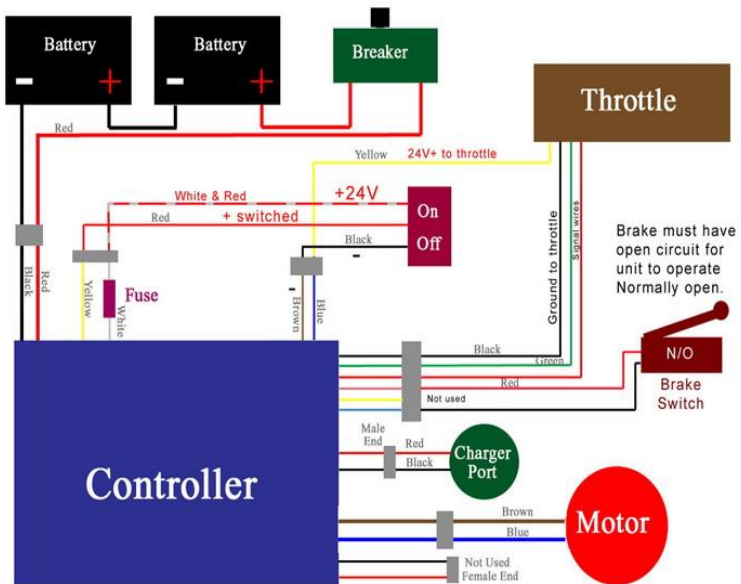 Battery
Battery
Breaker
Throttle
- +
- +
Red
Yellow
24V+ to throttle
White & Red
+24V
On
Red
+ switched
Off
Black
-
Ground to throttle
Signal wires
Brake must have
open circuit for
unit to operate
Normally open.
Black
Red
Yellow
Fuse
White
-
Brown
Blue
Black
Green
N/O
Red
Brake
Switch
Not used
Male
End
Red
Black
Charger
Port
Controller
Brown
Blue
Motor
Not Used
Female End